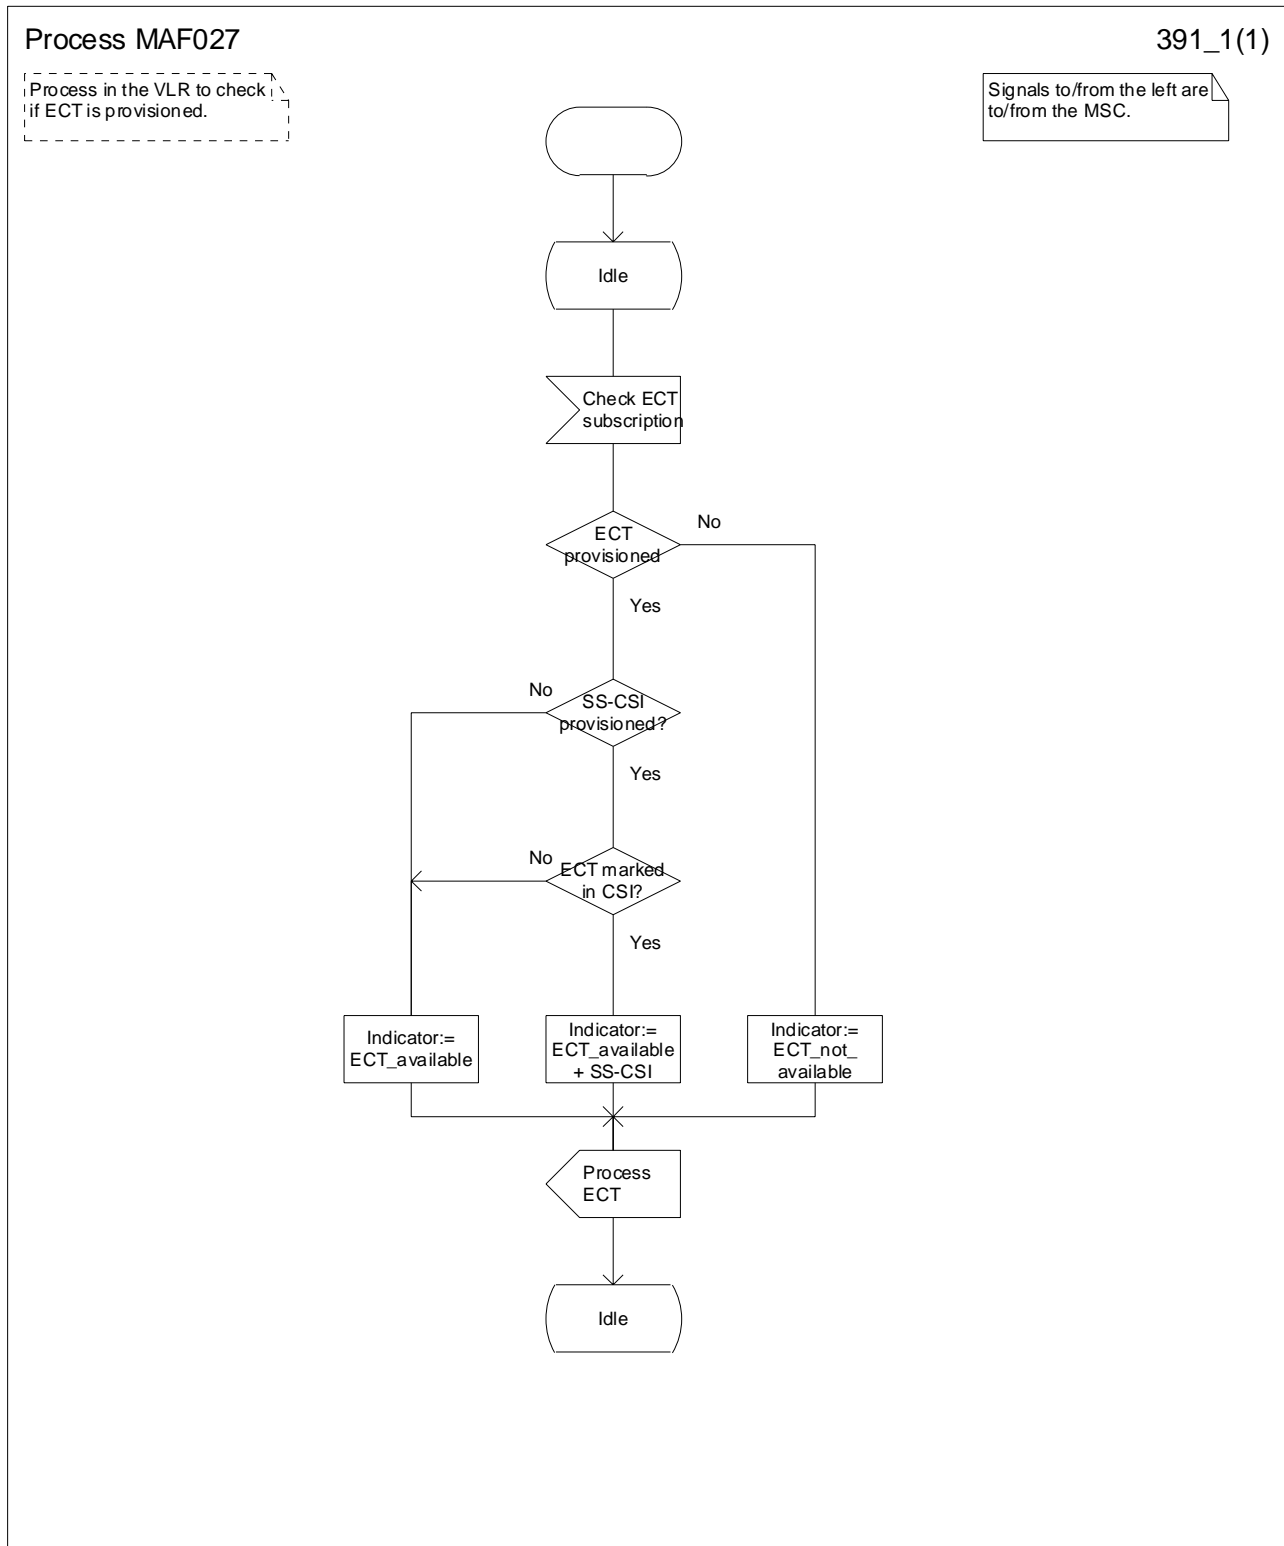 Process MAF027
391_1(1)
Process in the VLR to check
if ECT is provisioned.
Signals to/from the left are
to/from the MSC.
Idle
Check ECT
subscription
ECT
provisioned
No
Yes
No
SS-CSI
provisioned?
Yes
No
ECT marked
in CSI?
Yes
Indicator:=
ECT_available
Indicator:=
ECT_available
+ SS-CSI
Indicator:=
ECT_not_
available
Process
ECT
Idle